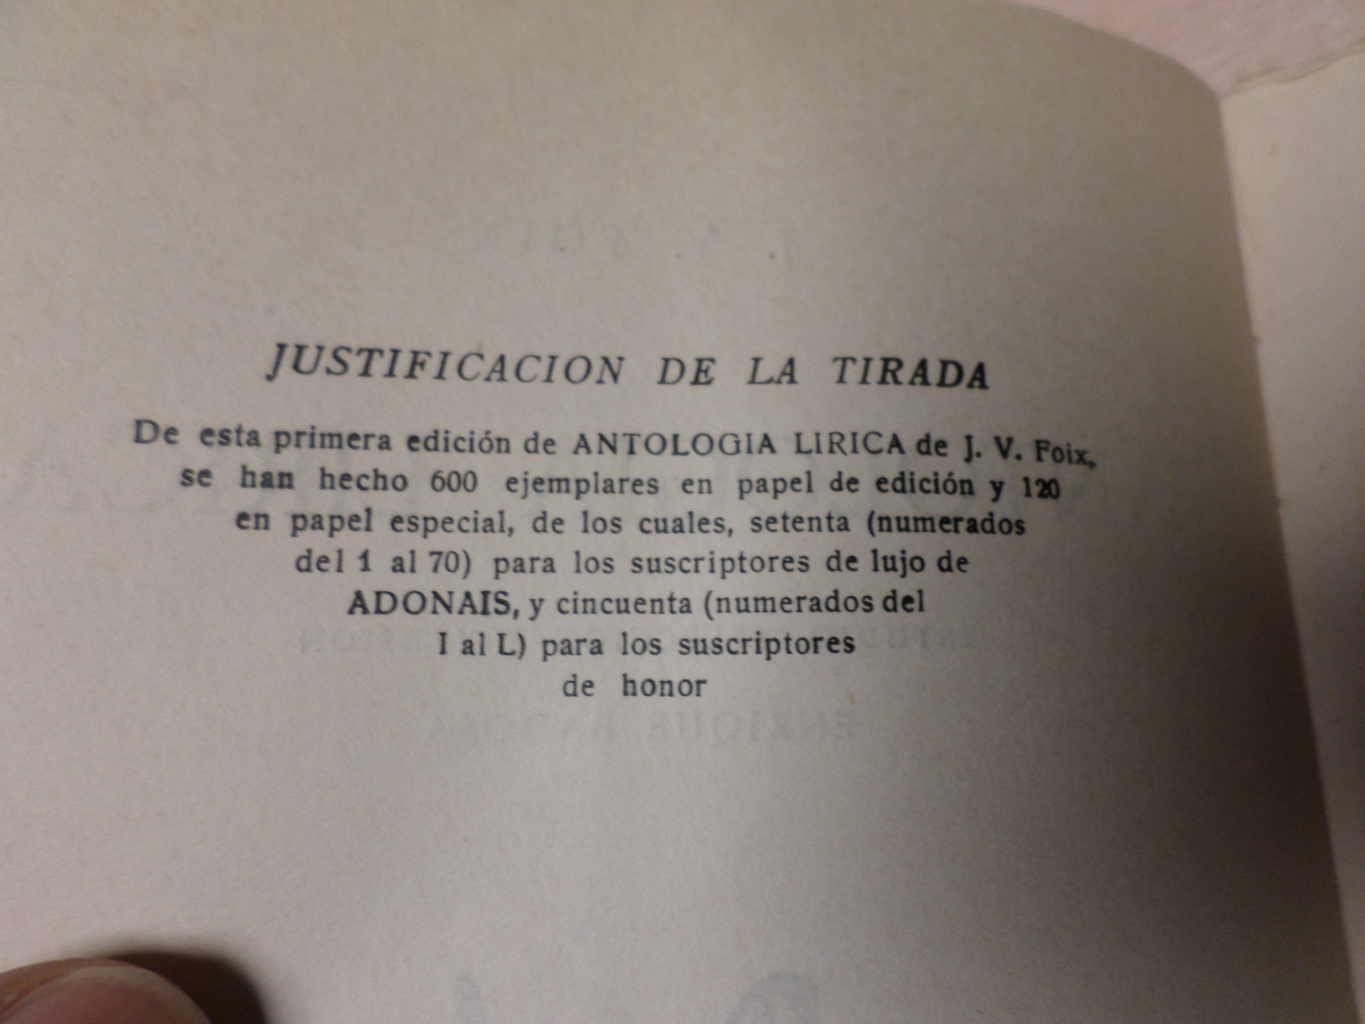 JUSTIFICACION DE LA TIRADA
De esta primera edición de ANTOLOGIA LIRICA de J. V. Foix,
se han hecho 600 ejemplares en papel de edición y 120
en papel especial, de los cuales, setenta (numerados
del 1 al 70) para los suscriptores de lujo de
ADONAIS, y cincuenta (numerados del
I al L) para los suscriptores
de honor